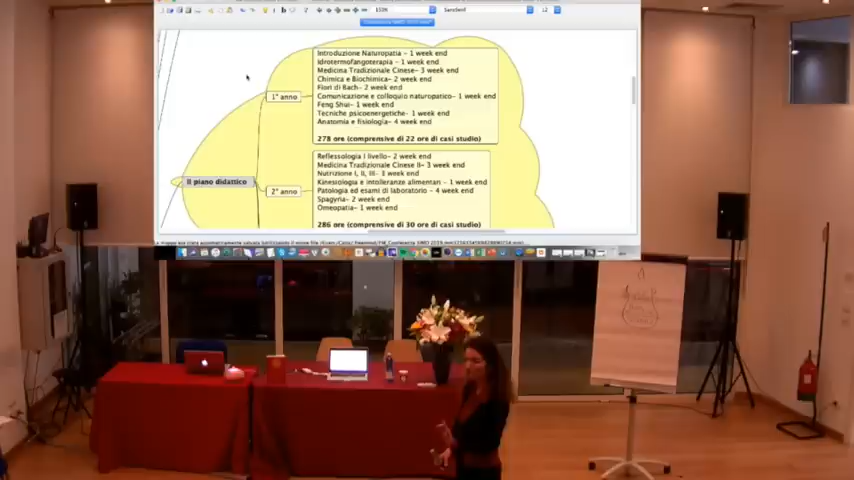 1326
SansSerif
12
Introduzione Naturopatia - 1 week end
Idrotermofangoterapia - 1 week end
Medicina Tradizionale Cinese- 3 week end
Chimica e Biochimica- 2 week end
Fiori di Bach- 2 week end
Comunicazione e colloquio naturopatico- 1 week end
Feng Shui- 1 week end
Tecniche psicoenergetiche- 1 week end
Anatomia e fisiologia- 4 week end
278 ore (comprensive di 22 ore di casi studio)
1° anno
Il piano didattico
Reflessologia I livello- 2 week end
Medicina Tradizionale Cinese II- 3 week end
Nutrizione I, II, III- 3 week end
Kinesiologia e intolleranze alimentari - 1 week end
Patologia ed esami di laboratorio - 4 week end
Spagyria- 2 week end
Omeopatia- 1 week end
286 ore (comprensive di 30 ore di casi studio)
2° anno